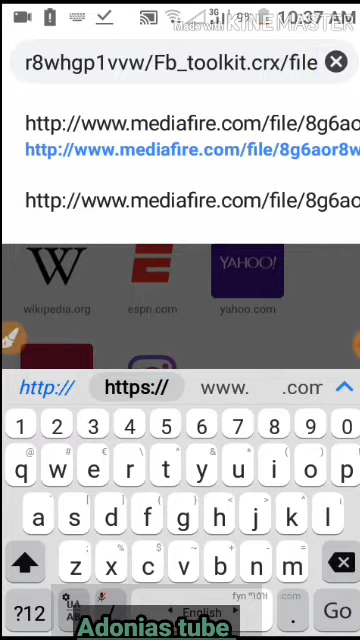 3G 9% 10:37 AM
Made with KINEMASTER
r8whgp1vvw/Fb_toolkit.crx/file
http://www.mediafire.com/file/8g6ao
http://www.mediafire.com/file/8g6aor8w
http://www.mediafire.com/file/8g6ao
W E YAHOO!
wikipedia.org espn.com yahoo.com
http:// https:// www. .com
1 2 3 4 5 6 7 8 9 0
q w e r t y u i o p
a s d f g h j k l
z x c v b n m
?12 English . Go
Adonias tube